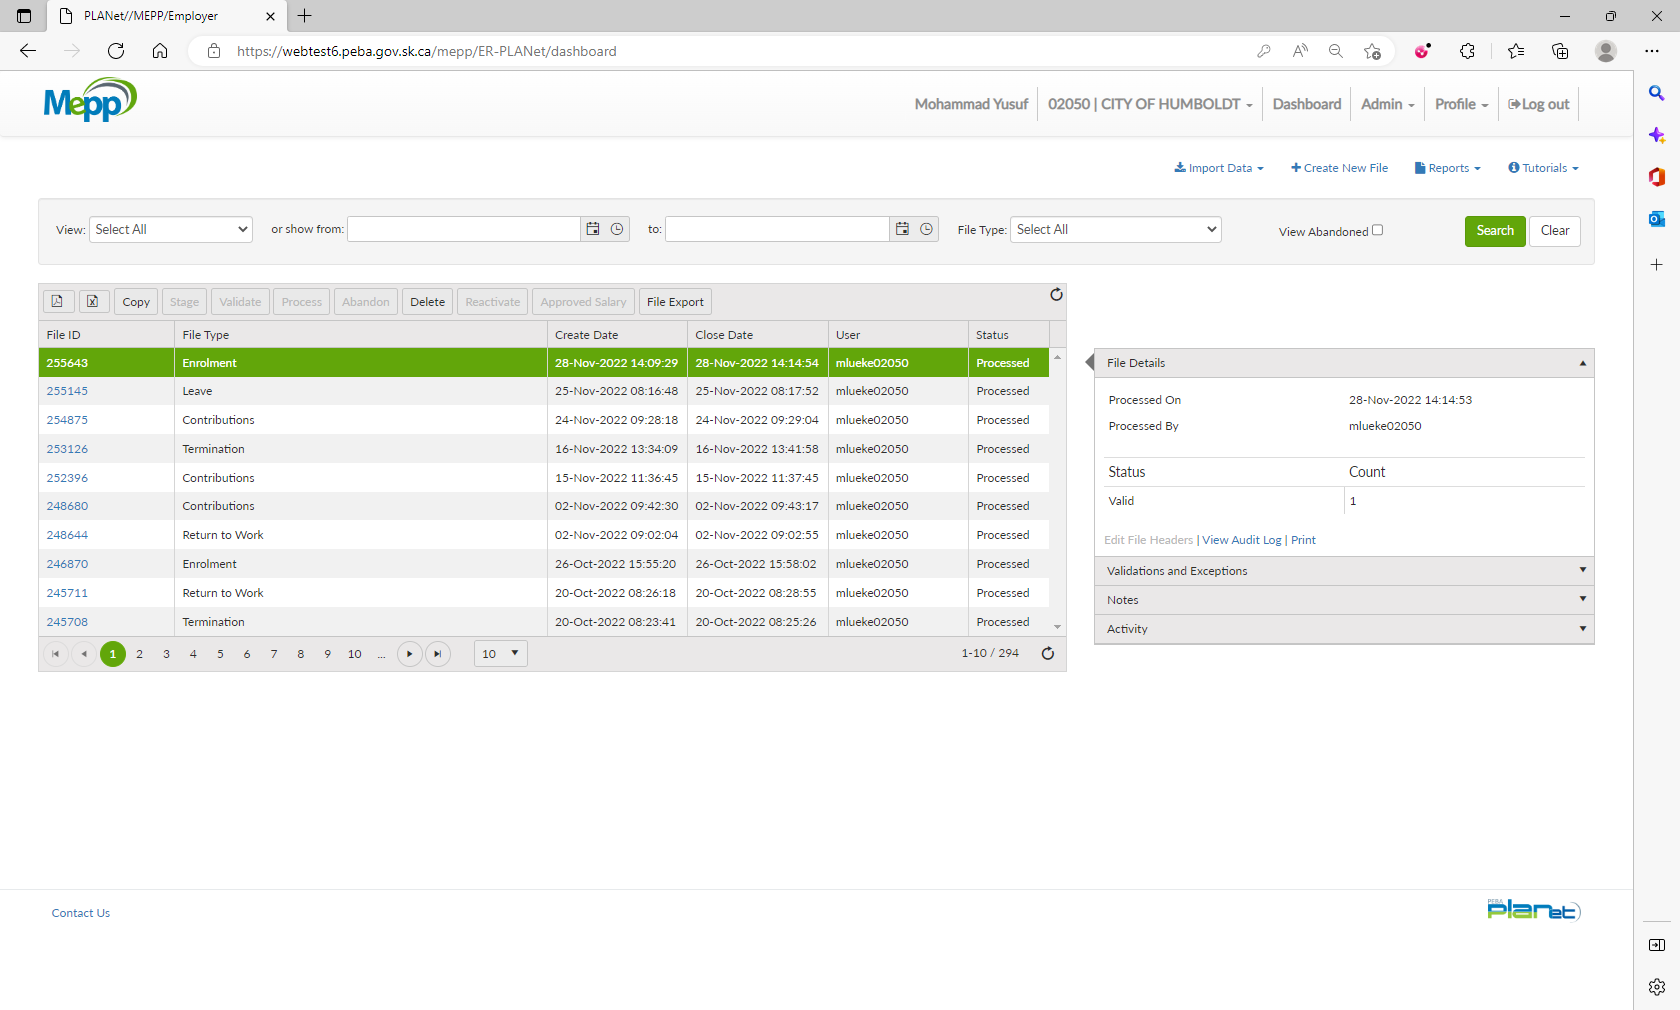 PLANet//MEPP/Employer
https://webtest6.peba.gov.sk.ca/mepp/ER-PLANet/dashboard
Mepp
Mohammad Yusuf
02050 | CITY OF HUMBOLDT
Dashboard
Admin
Profile
Log out
Import Data
Create New File
Reports
Tutorials
View: Select All or show from: to: File Type: Select All View Abandoned Search Clear
Copy Stage Validate Process Abandon Delete Reactivate Approved Salary File Export
File ID File Type Create Date Close Date User Status
255643 Enrolment 28-Nov-2022 14:09:29 28-Nov-2022 14:14:54 mlueke02050 Processed
255145 Leave 25-Nov-2022 08:16:48 25-Nov-2022 08:17:52 mlueke02050 Processed
254875 Contributions 24-Nov-2022 09:28:18 24-Nov-2022 09:29:04 mlueke02050 Processed
253126 Termination 16-Nov-2022 13:34:09 16-Nov-2022 13:41:58 mlueke02050 Processed
252396 Contributions 15-Nov-2022 11:36:45 15-Nov-2022 11:37:45 mlueke02050 Processed
248680 Contributions 02-Nov-2022 09:42:30 02-Nov-2022 09:43:17 mlueke02050 Processed
248644 Return to Work 02-Nov-2022 09:02:04 02-Nov-2022 09:02:55 mlueke02050 Processed
246870 Enrolment 26-Oct-2022 15:55:20 26-Oct-2022 15:58:02 mlueke02050 Processed
245711 Return to Work 20-Oct-2022 08:26:18 20-Oct-2022 08:28:55 mlueke02050 Processed
245708 Termination 20-Oct-2022 08:23:41 20-Oct-2022 08:25:26 mlueke02050 Processed
1 2 3 4 5 6 7 8 9 10 ... 10 1-10 / 294
File Details
Processed On 28-Nov-2022 14:14:53
Processed By mlueke02050
Status Count
Valid 1
Edit File Headers | View Audit Log | Print
Validations and Exceptions
Notes
Activity
Contact Us
PEBA
planet